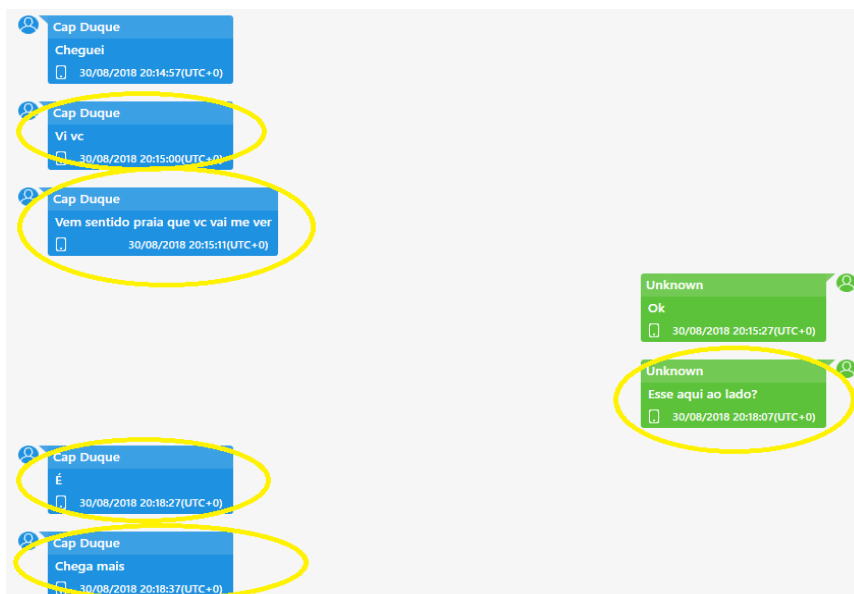 Cap Duque
Cheguei
30/08/2018 20:14:57(UTC+0)
Cap Duque
Vi vc
30/08/2018 20:15:00(UTC+0)
Cap Duque
Vem sentido praia que vc vai me ver
30/08/2018 20:15:11(UTC+0)
Unknown
Ok
30/08/2018 20:15:27(UTC+0)
Unknown
Esse aqui ao lado?
30/08/2018 20:18:07(UTC+0)
Cap Duque
É
30/08/2018 20:18:27(UTC+0)
Cap Duque
Chega mais
30/08/2018 20:18:37(UTC+0)